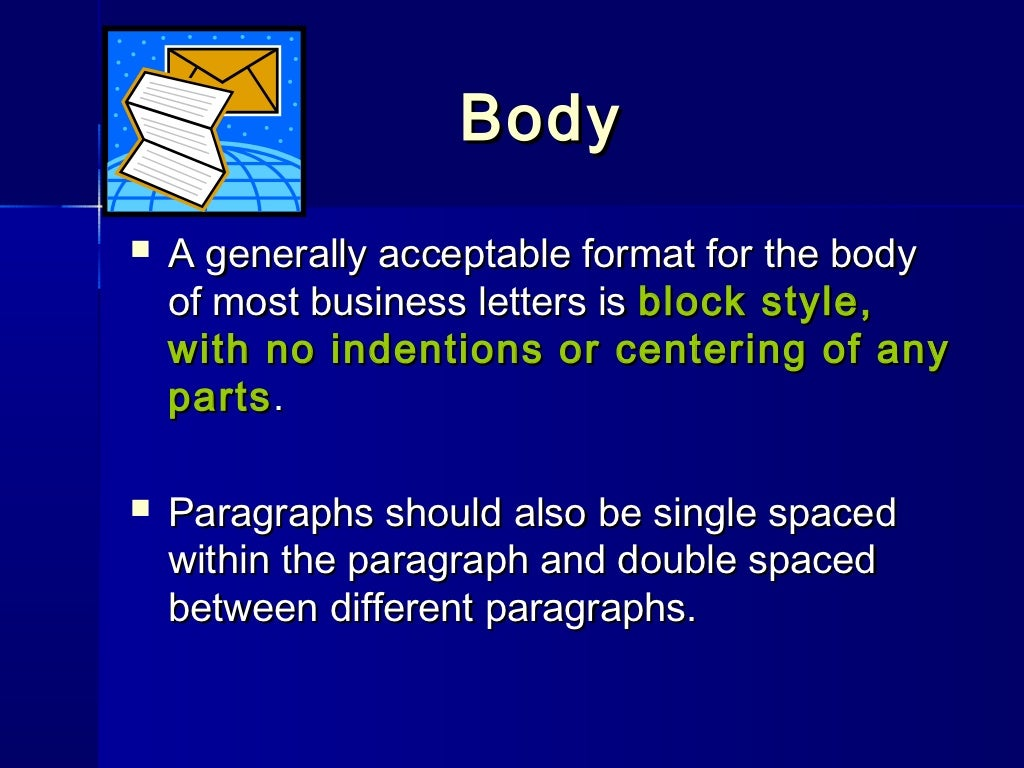 Body
A generally acceptable format for the body
of most business letters is block style,
with no indentions or centering of any
parts.
Paragraphs should also be single spaced
within the paragraph and double spaced
between different paragraphs.